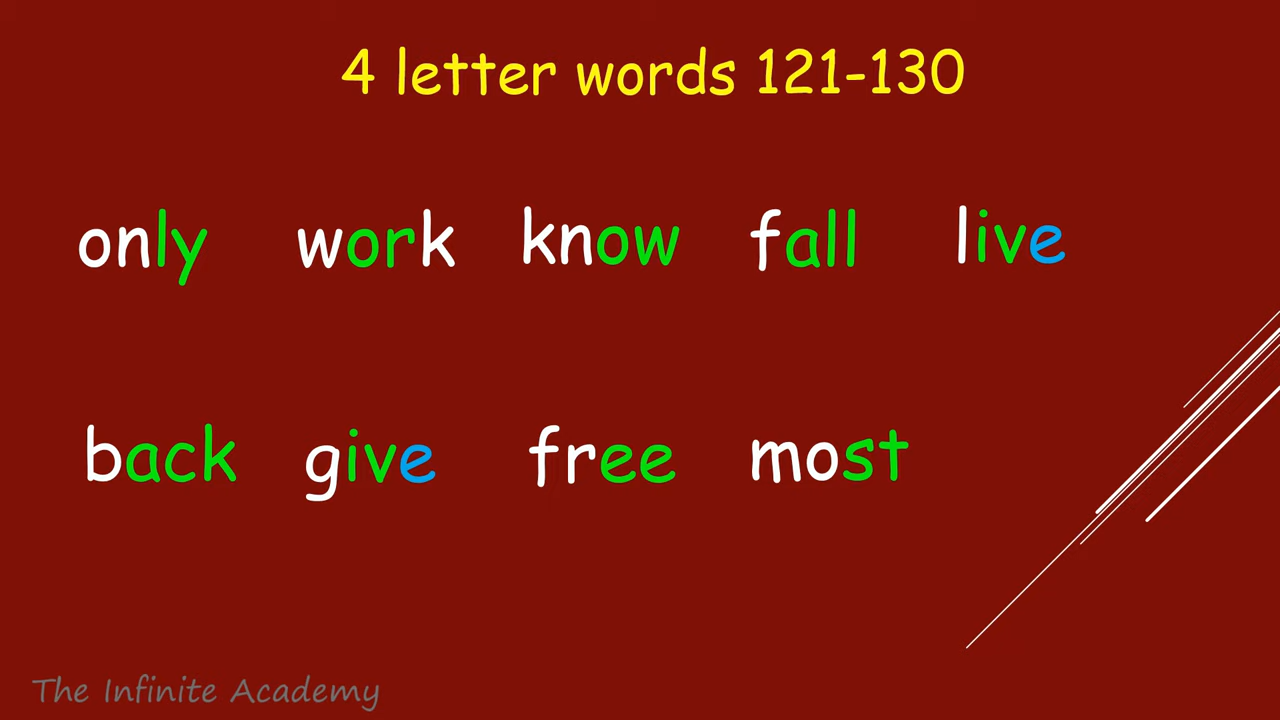 4 letter words 121-130
only work know fall live
back give free most
The Infinite Academy